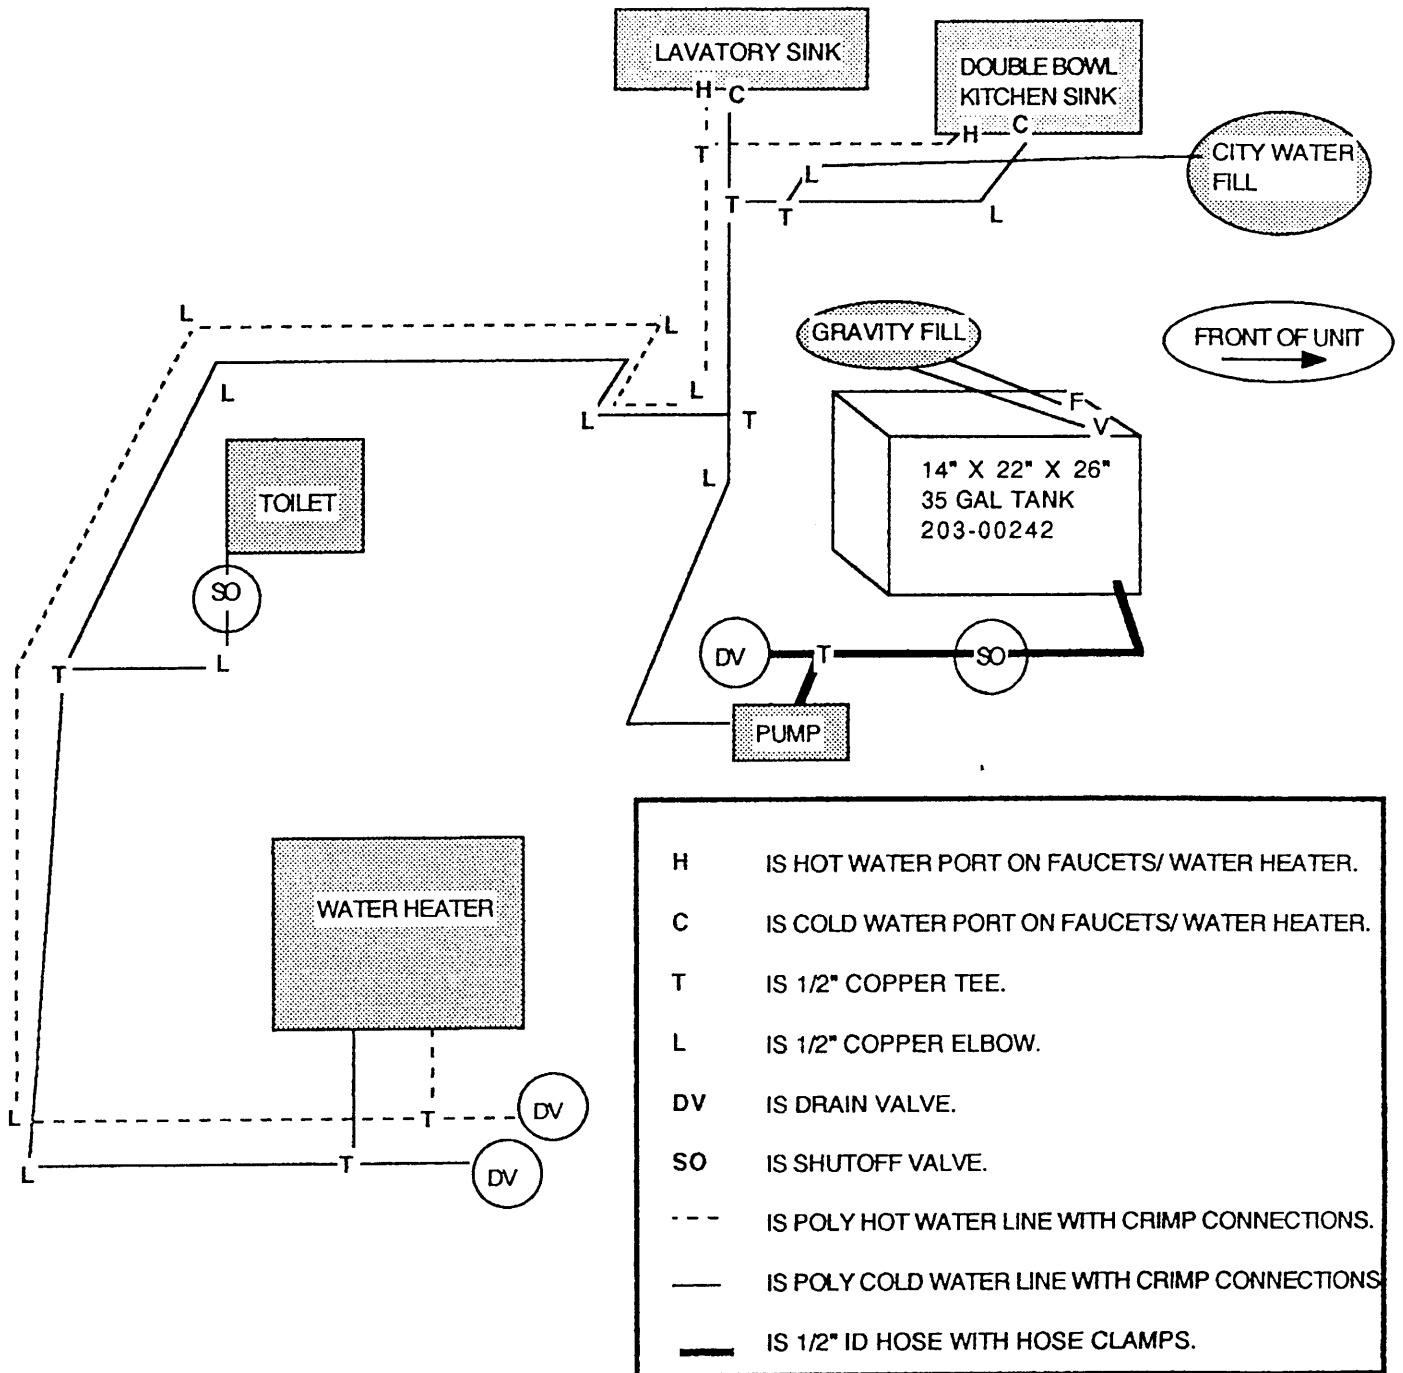 LAVATORY SINK
H C
DOUBLE BOWL
KITCHEN SINK
H C
CITY WATER
FILL
T
L
T T L
L L
GRAVITY FILL
FRONT OF UNIT
L
L
L T
F
V
L
14" X 22" X 26"
35 GAL TANK
203-00242
TOILET
SO
T L
DV T SO
PUMP
WATER HEATER
L T DV
L T DV
H IS HOT WATER PORT ON FAUCETS/ WATER HEATER.
C IS COLD WATER PORT ON FAUCETS/ WATER HEATER.
T IS 1/2" COPPER TEE.
L IS 1/2" COPPER ELBOW.
DV IS DRAIN VALVE.
SO IS SHUTOFF VALVE.
IS POLY HOT WATER LINE WITH CRIMP CONNECTIONS.
IS POLY COLD WATER LINE WITH CRIMP CONNECTIONS
IS 1/2" ID HOSE WITH HOSE CLAMPS.